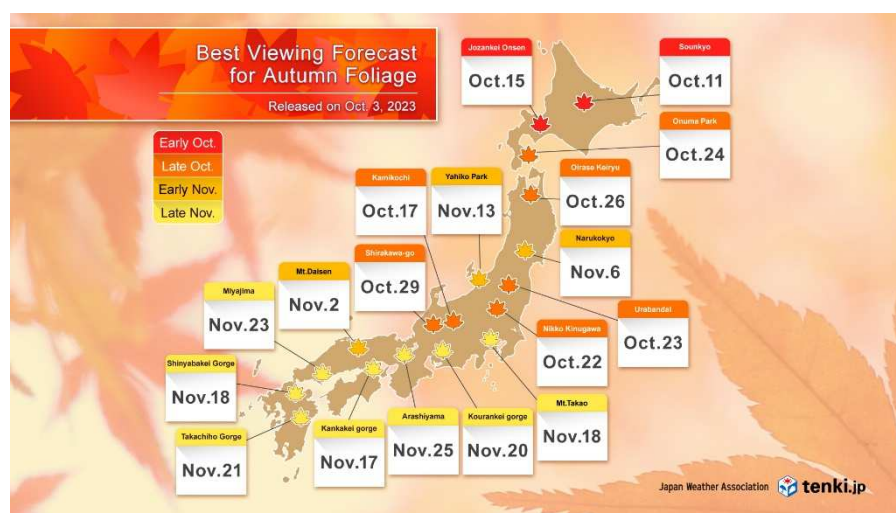 Best Viewing Forecast
for Autumn Foliage
Released on Oct. 3, 2023
Early Oct.
Late Oct.
Early Nov.
Late Nov.
Jozankei Onsen
Oct.15
Sounkyo
Oct.11
Onuma Park
Oct.24
Kamikochi
Oct.17
Yahiko Park
Nov.13
Oirase Keiryu
Oct.26
Narukokyo
Nov.6
Shirakawa-go
Oct.29
Mt.Daisen
Nov.2
Miyajima
Nov.23
Urabandai
Oct.23
Nikko Kinugawa
Oct.22
Shinyabakei Gorge
Nov.18
Takachiho Gorge
Nov.21
Kankakei gorge
Nov.17
Arashiyama
Nov.25
Kourankei gorge
Nov.20
Mt.Takao
Nov.18
Japan Weather Association tenki.jp